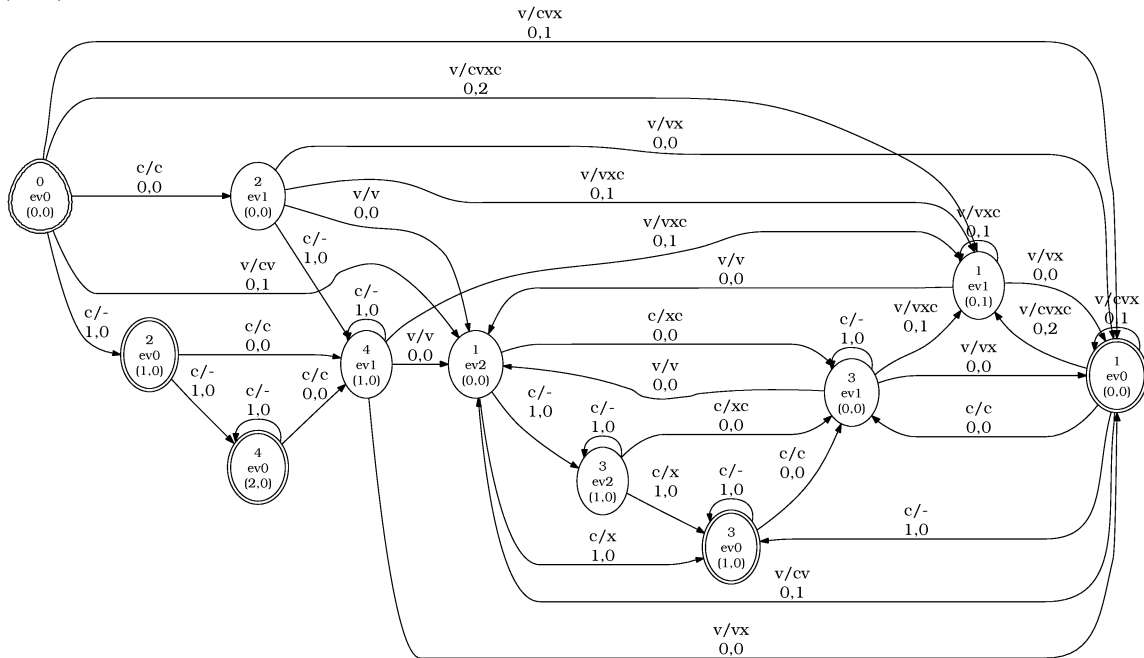 v/cvx
0,1
v/cvxc
0,2
v/vx
0,0
c/c
0,0
0
ev0
(0,0)
2
ev1
(0,0)
v/vxc
0,1
v/v
0,0
v/vxc
0,1
v/vxc
0,1
c/-
1,0
v/cv
0,1
v/v
0,0
1
ev1
(0,1)
v/vx
0,0
c/-
1,0
c/-
1,0
c/xc
0,0
v/vxc
0,1
v/cvxc
0,2
v/cvx
0,1
2
ev0
(1,0)
c/c
0,0
4
ev1
(1,0)
v/v
0,0
1
ev2
(0,0)
c/-
1,0
v/v
0,0
3
ev1
(0,0)
v/vx
0,0
1
ev0
(0,0)
c/-
1,0
c/-
1,0
c/c
0,0
c/-
1,0
c/-
1,0
c/xc
0,0
c/c
0,0
4
ev0
(2,0)
3
ev2
(1,0)
c/x
1,0
c/-
1,0
c/c
0,0
c/x
1,0
3
ev0
(1,0)
c/-
1,0
v/cv
0,1
v/vx
0,0